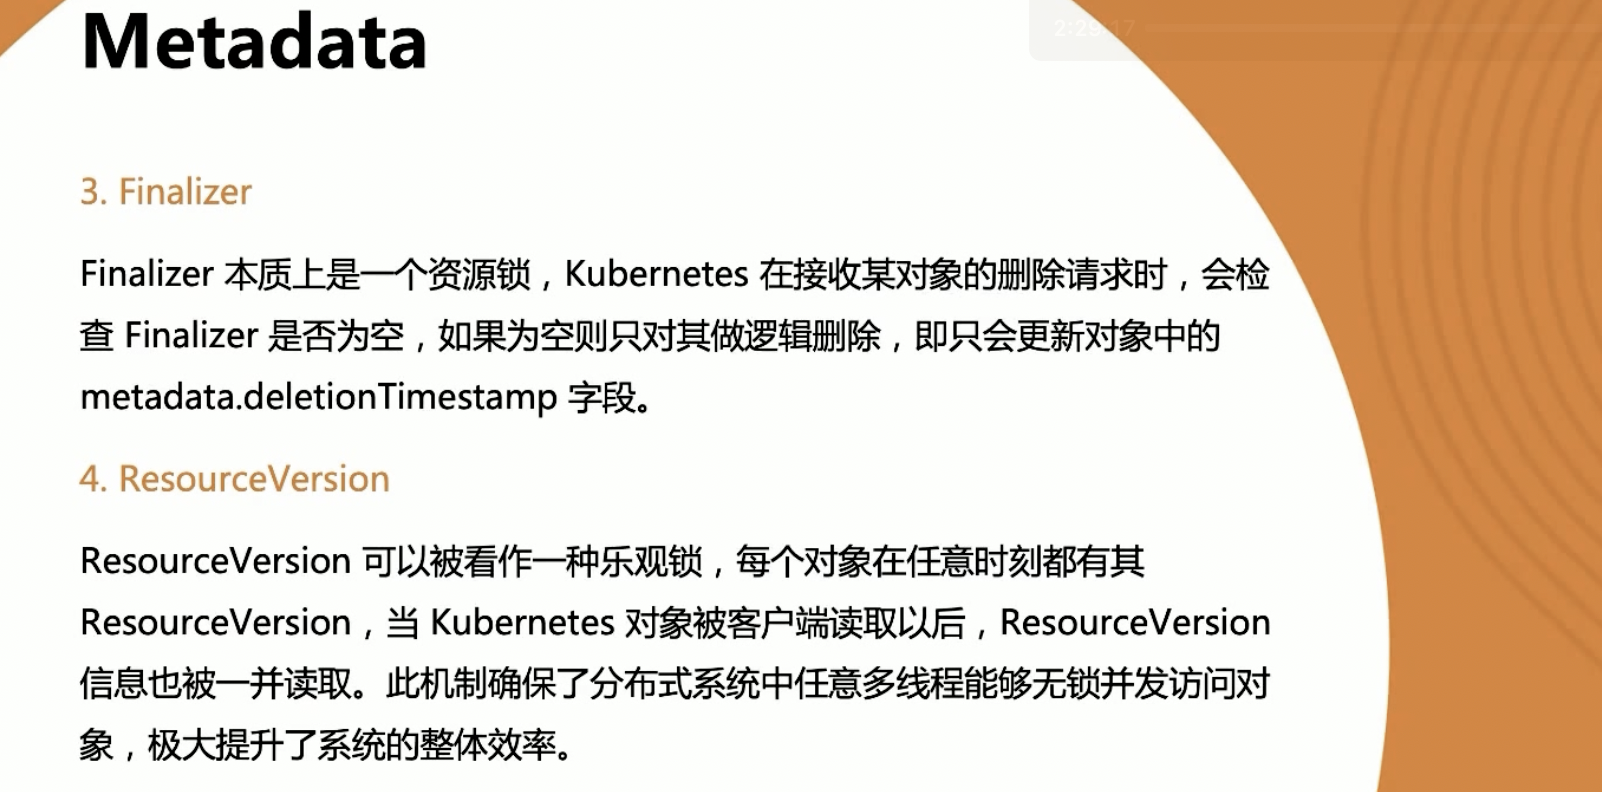 2:29:17
Metadata
3. Finalizer
Finalizer 本质上是一个资源锁，Kubernetes 在接收某对象的删除请求时，会检
查 Finalizer 是否为空，如果为空则只对其做逻辑删除，即只会更新对象中的
metadata.deletionTimestamp 字段。
4. ResourceVersion
ResourceVersion 可以被看作一种乐观锁，每个对象在任意时刻都有其
ResourceVersion，当 Kubernetes 对象被客户端读取以后，ResourceVersion
信息也被一并读取。此机制确保了分布式系统中任意多线程能够无锁并发访问对
象，极大提升了系统的整体效率。